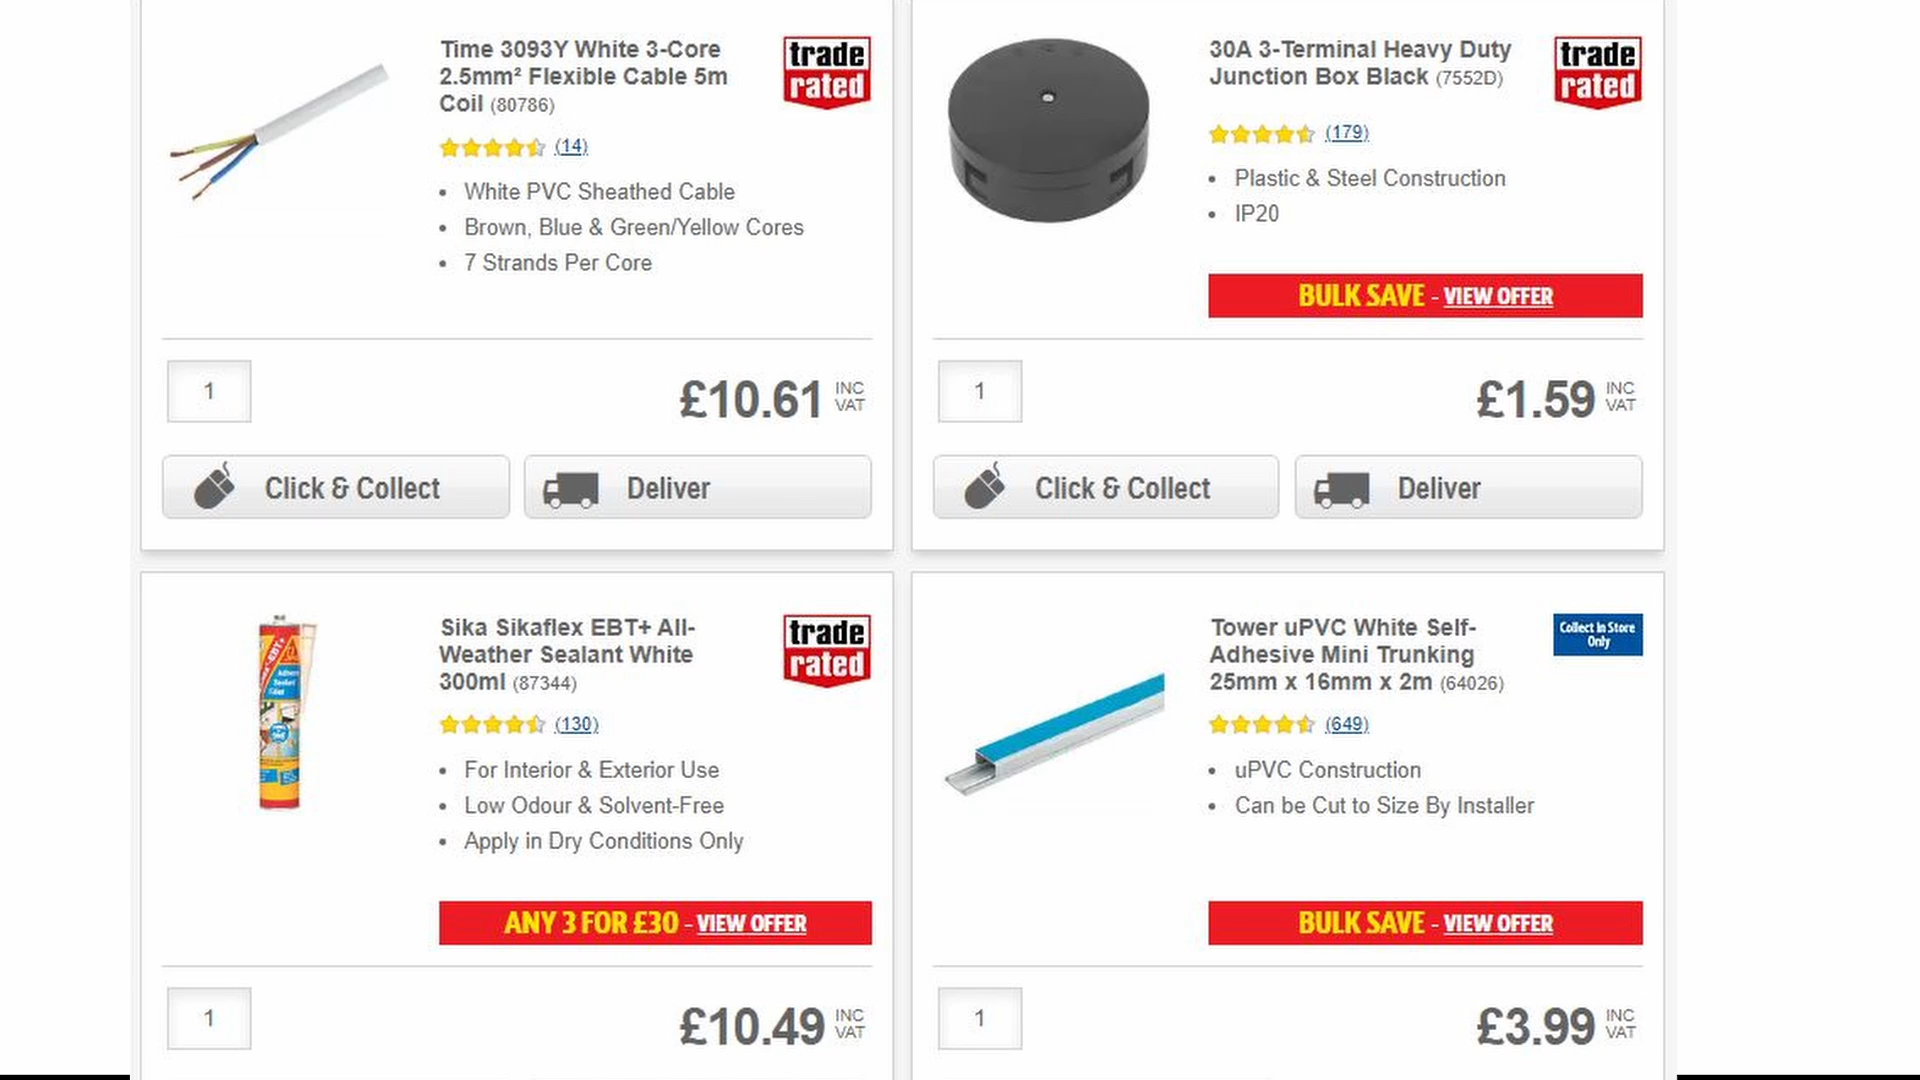 Time 3093Y White 3-Core
2.5mm² Flexible Cable 5m
Coil (80786)
trade
rated
(14)
• White PVC Sheathed Cable
• Brown, Blue & Green/Yellow Cores
• 7 Strands Per Core
1
£10.61 INC VAT
Click & Collect
Deliver
30A 3-Terminal Heavy Duty
Junction Box Black (7552D)
trade
rated
(179)
• Plastic & Steel Construction
• IP20
BULK SAVE - VIEW OFFER
1
£1.59 INC VAT
Click & Collect
Deliver
Sika Sikaflex EBT+ All-
Weather Sealant White
300ml (87344)
trade
rated
(130)
• For Interior & Exterior Use
• Low Odour & Solvent-Free
• Apply in Dry Conditions Only
ANY 3 FOR £30 - VIEW OFFER
1
£10.49 INC VAT
Tower uPVC White Self-
Adhesive Mini Trunking
25mm x 16mm x 2m (64026)
Collect In Store
Only
(649)
• uPVC Construction
• Can be Cut to Size By Installer
BULK SAVE - VIEW OFFER
1
£3.99 INC VAT